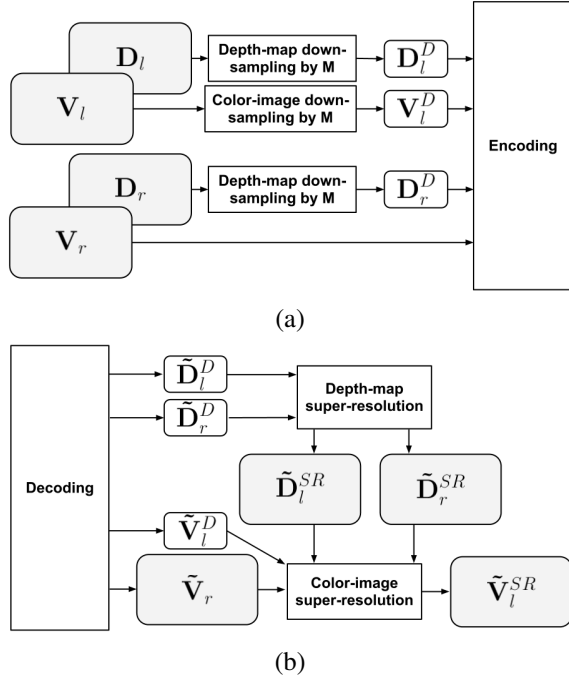 D_l
Depth-map down-
sampling by M
D_l^D
V_l
Color-image down-
sampling by M
V_l^D
Encoding
D_r
Depth-map down-
sampling by M
D_r^D
V_r
(a)
D̃_l^D
Depth-map
super-resolution
D̃_r^D
Decoding
D̃_l^{SR}
D̃_r^{SR}
Ṽ_l^D
Ṽ_r
Color-image
super-resolution
Ṽ_l^{SR}
(b)